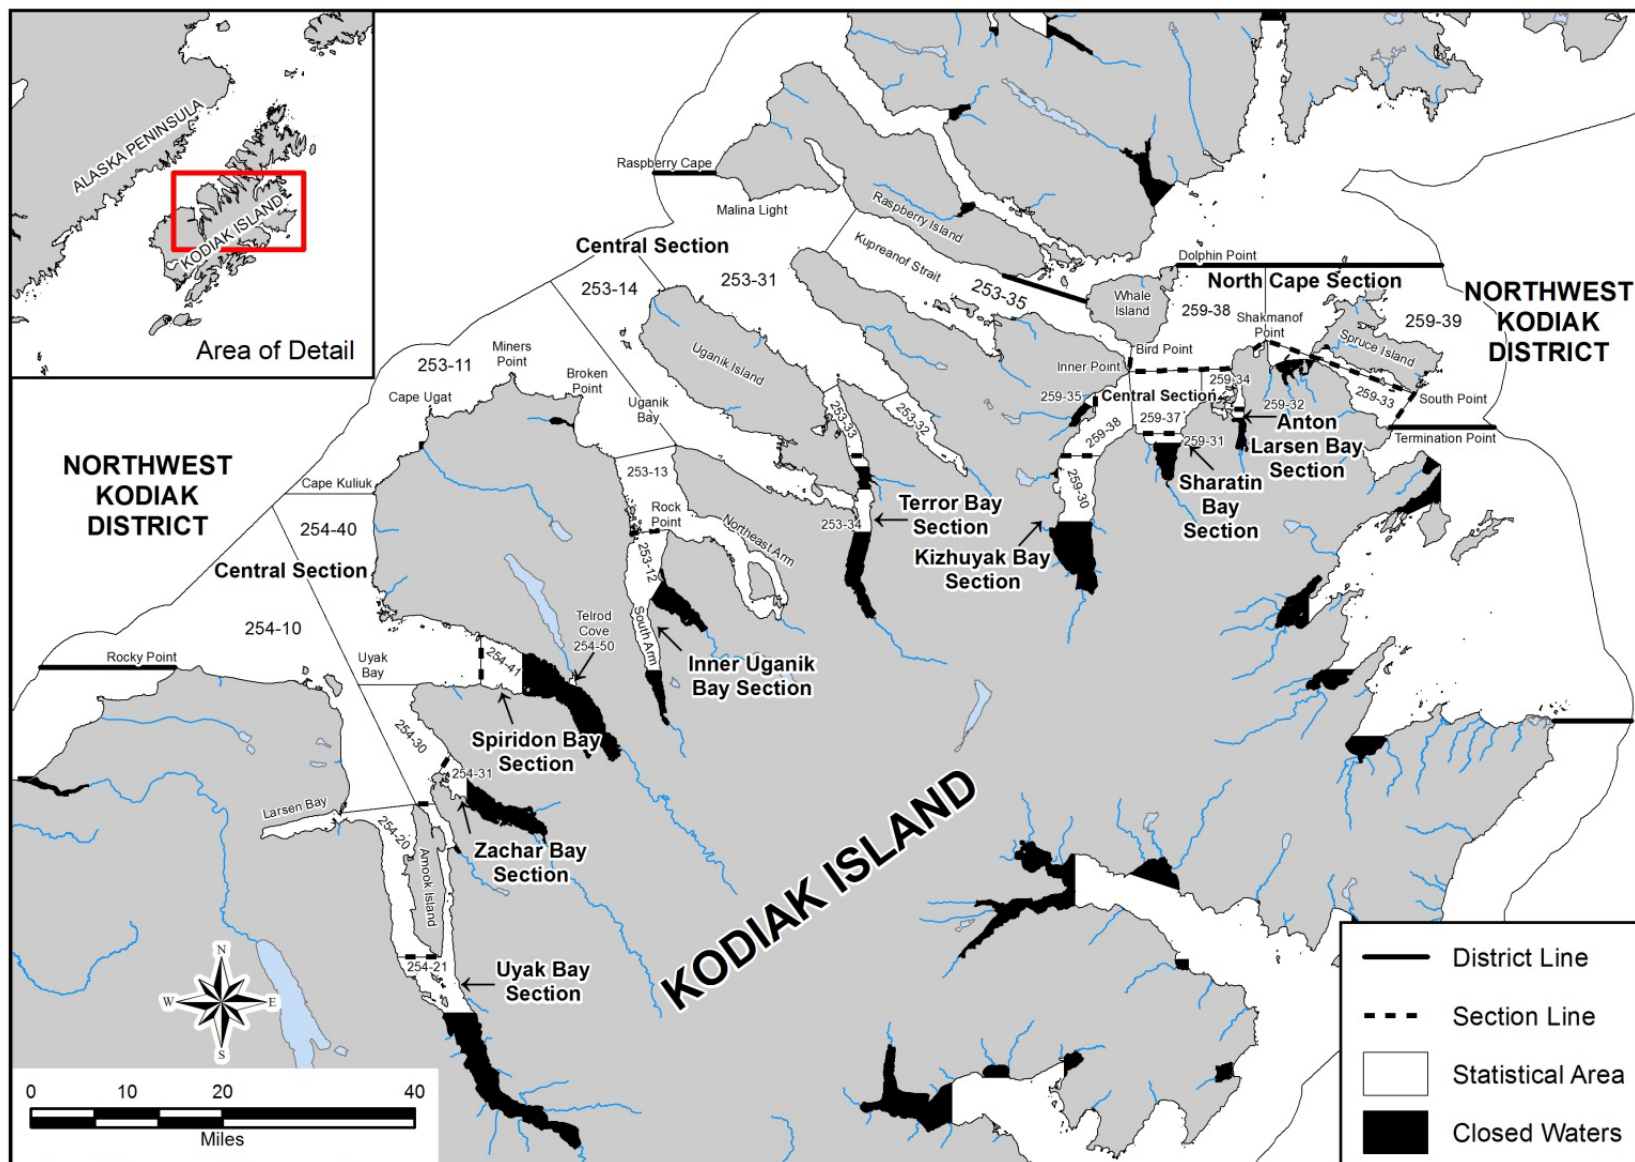 ALASKA PENINSULA
KODIAK ISLAND
Area of Detail
Raspberry Cape
Malina Light
Raspberry Island
Kupreanof Strait
Central Section
253-14
253-31
253-35
Dolphin Point
North Cape Section
Whale
Island
259-38
Shakmanof
Point
259-39
Spruce Island
NORTHWEST
KODIAK
DISTRICT
253-11
Miners
Point
Broken
Point
Cape Ugat
Uganik Island
Uganik
Bay
Inner Point
Bird Point
259-35
Central Section
259-34
259-33
South Point
259-32
Termination Point
259-37
259-38
259-31
Anton
Larsen Bay
Section
Sharatin
Bay
Section
253-33
253-32
259-30
NORTHWEST
KODIAK
DISTRICT
Cape Kuliuk
253-13
Rock
Point
Northeast Arm
253-34
Terror Bay
Section
Kizhuyak Bay
Section
254-40
Central Section
253-12
254-10
Telrod
Cove
254-50
South Arm
Rocky Point
Uyak
Bay
254-41
Inner Uganik
Bay Section
254-30
Spiridon Bay
Section
254-31
Larsen Bay
254-20
Amook Island
Zachar Bay
Section
KODIAK ISLAND
254-21
Uyak Bay
Section
N
W
E
S
0 10 20 40
Miles
District Line
Section Line
Statistical Area
Closed Waters